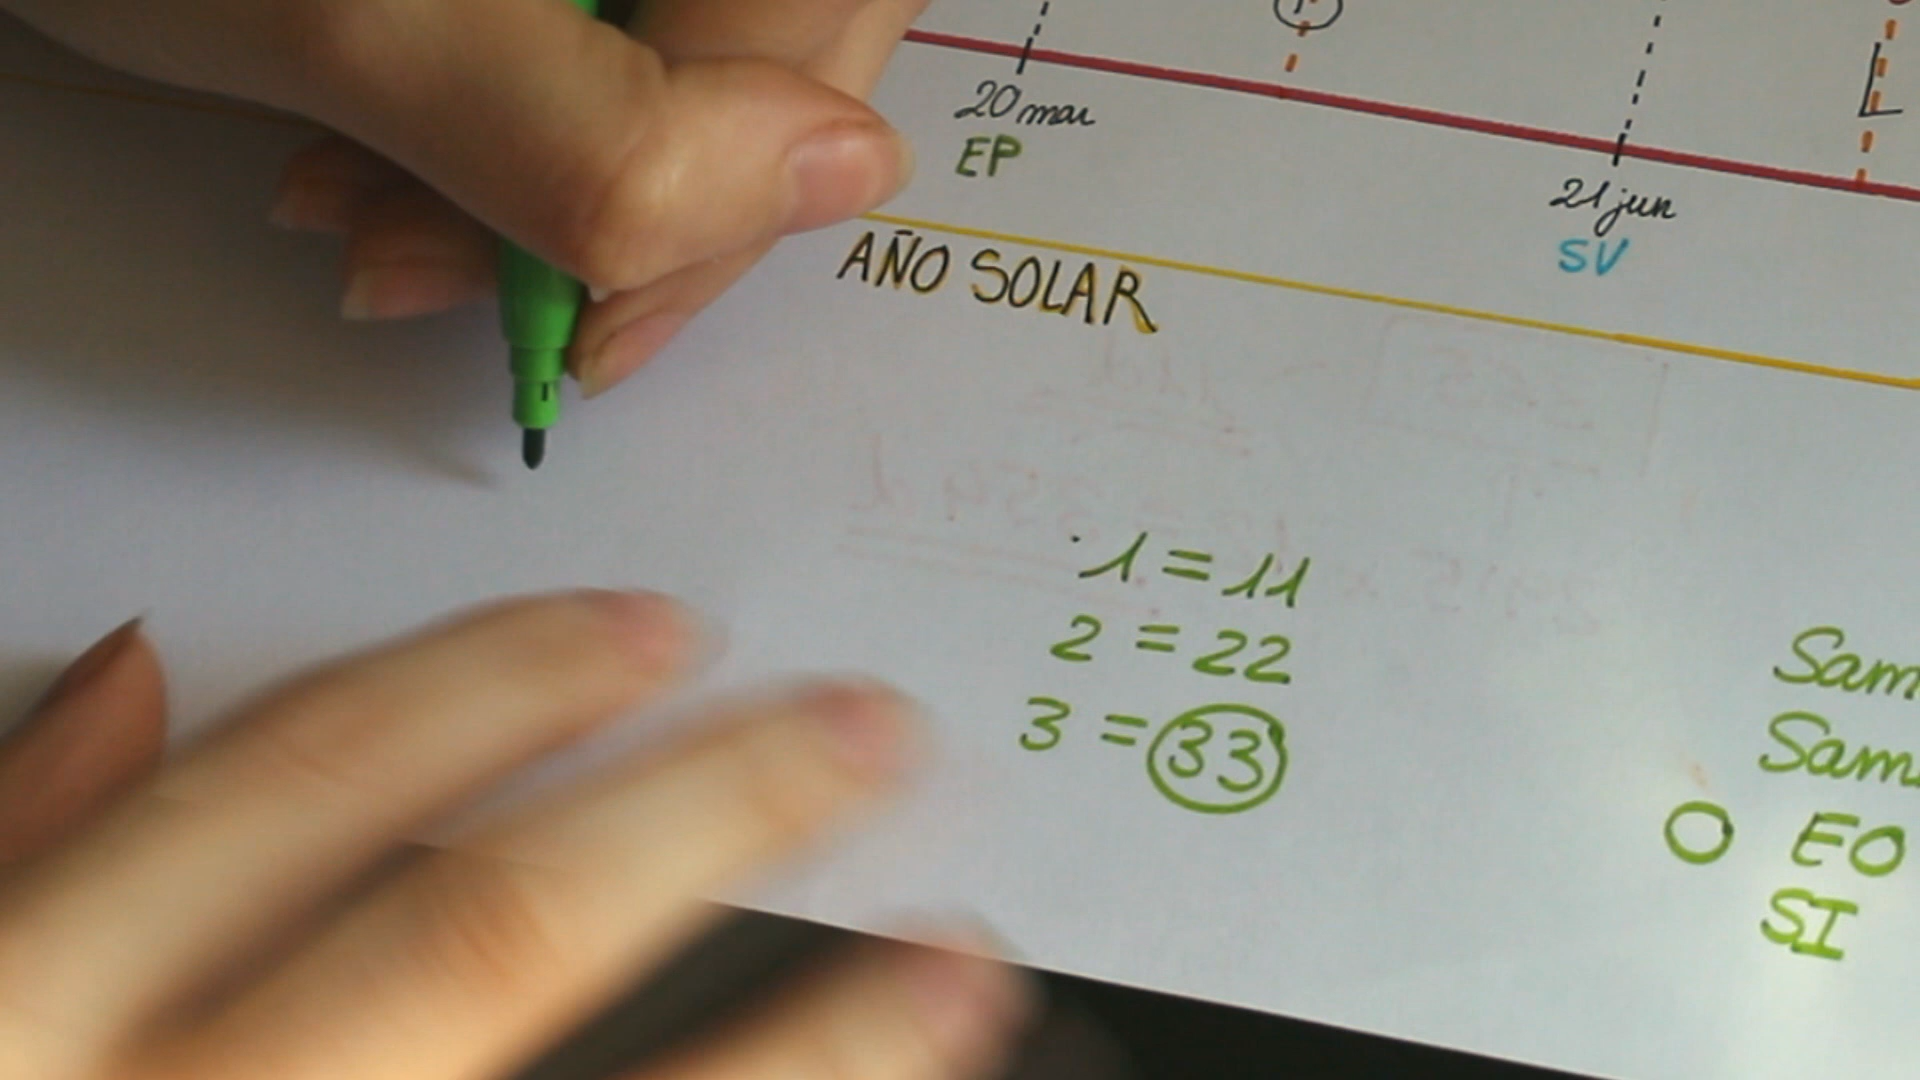 20 mar
EP
21 jun
SV
AÑO SOLAR
1 = 11
2 = 22
3 = 33
Sam
Sam
EO
SI